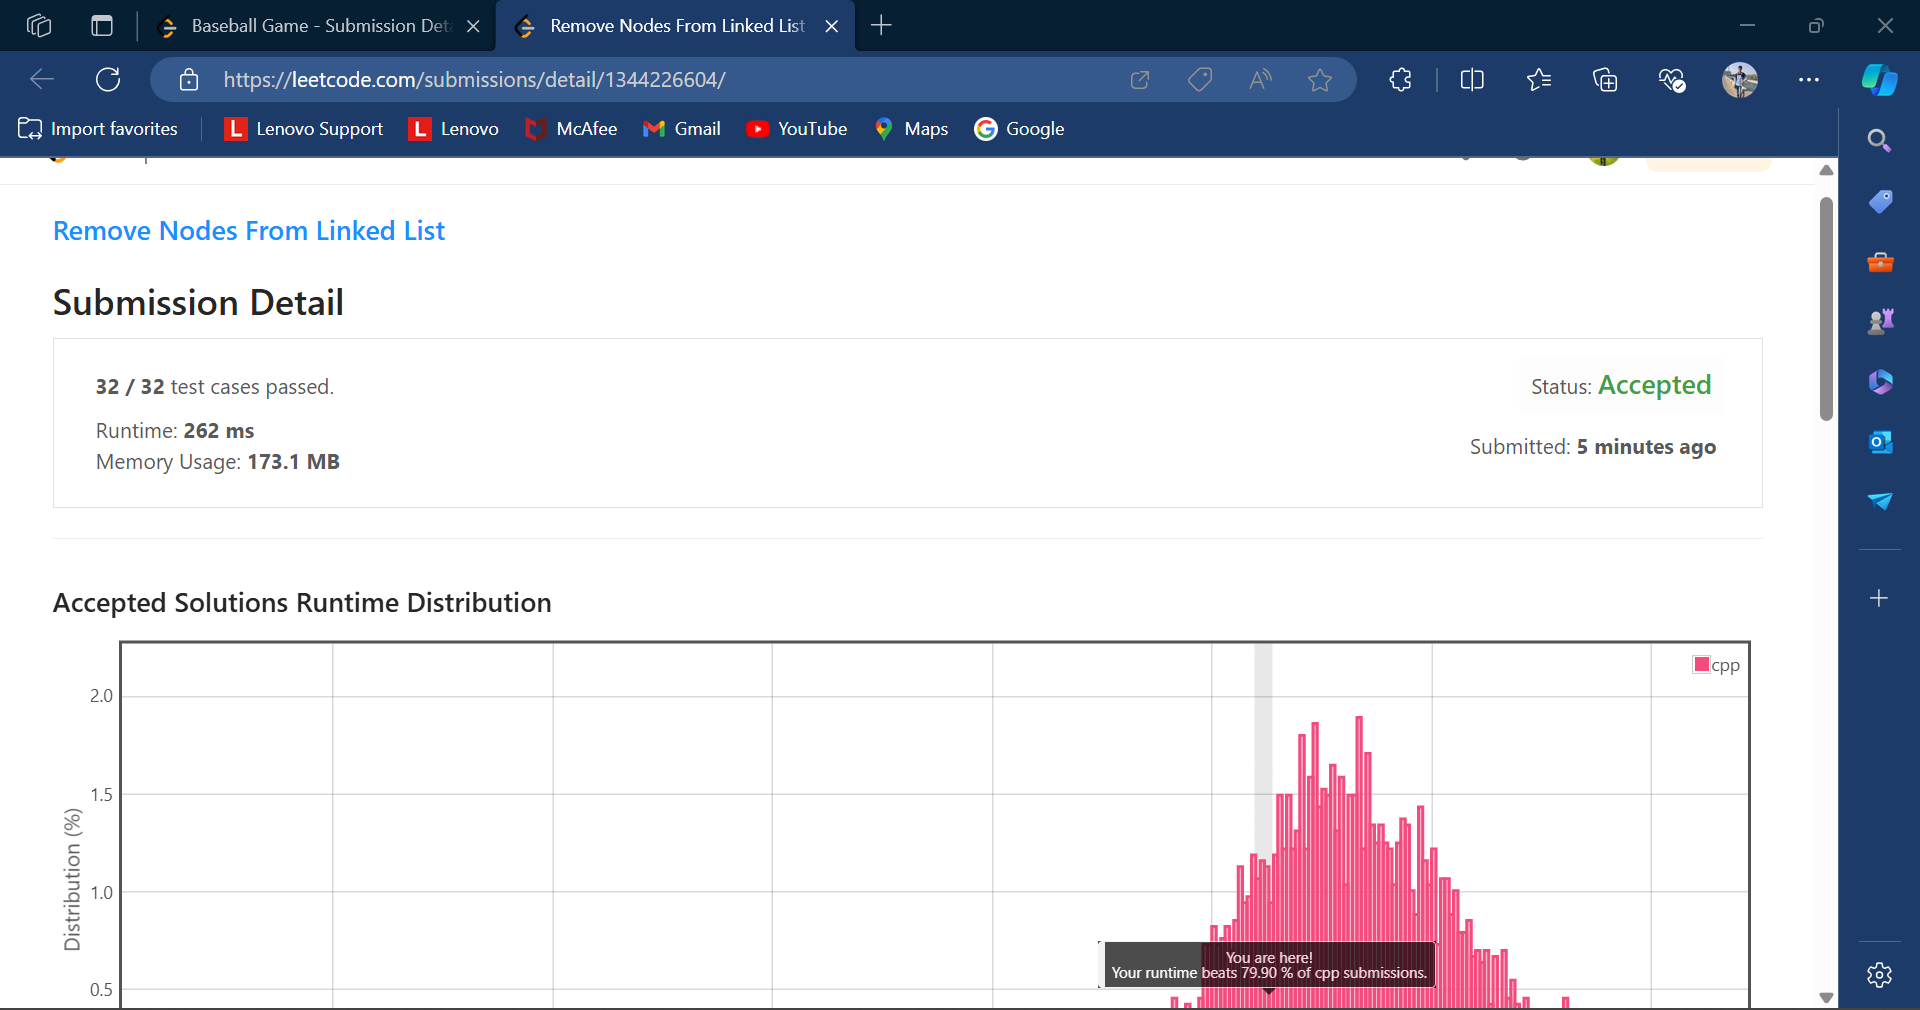 Baseball Game - Submission Det
Remove Nodes From Linked List
https://leetcode.com/submissions/detail/1344226604/
Import favorites
L Lenovo Support
L Lenovo
McAfee
Gmail
YouTube
Maps
Google
Remove Nodes From Linked List
Submission Detail
32 / 32 test cases passed.
Status: Accepted
Runtime: 262 ms
Submitted: 5 minutes ago
Memory Usage: 173.1 MB
Accepted Solutions Runtime Distribution
cpp
2.0
1.5
1.0
0.5
Distribution (%)
You are here!
Your runtime beats 79.90 % of cpp submissions.